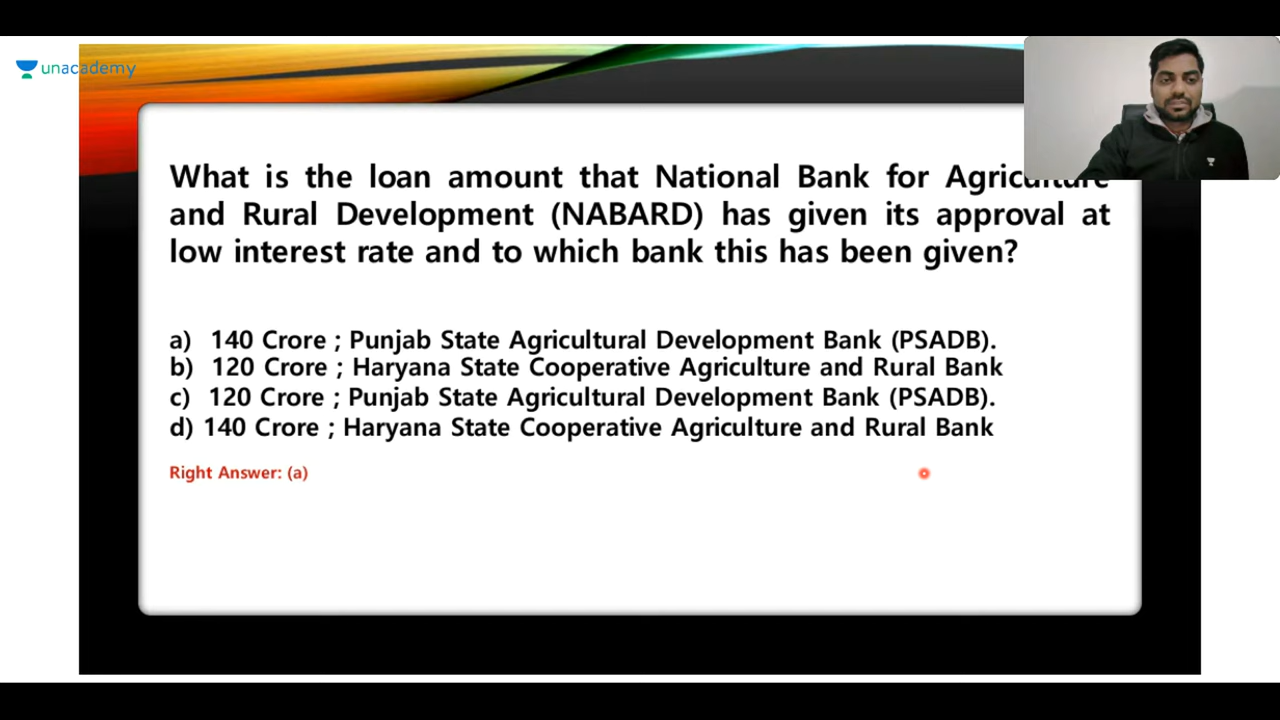 unacademy
What is the loan amount that National Bank for Agriculture
and Rural Development (NABARD) has given its approval at
low interest rate and to which bank this has been given?
a) 140 Crore ; Punjab State Agricultural Development Bank (PSADB).
b) 120 Crore ; Haryana State Cooperative Agriculture and Rural Bank
c) 120 Crore ; Punjab State Agricultural Development Bank (PSADB).
d) 140 Crore ; Haryana State Cooperative Agriculture and Rural Bank
Right Answer: (a)